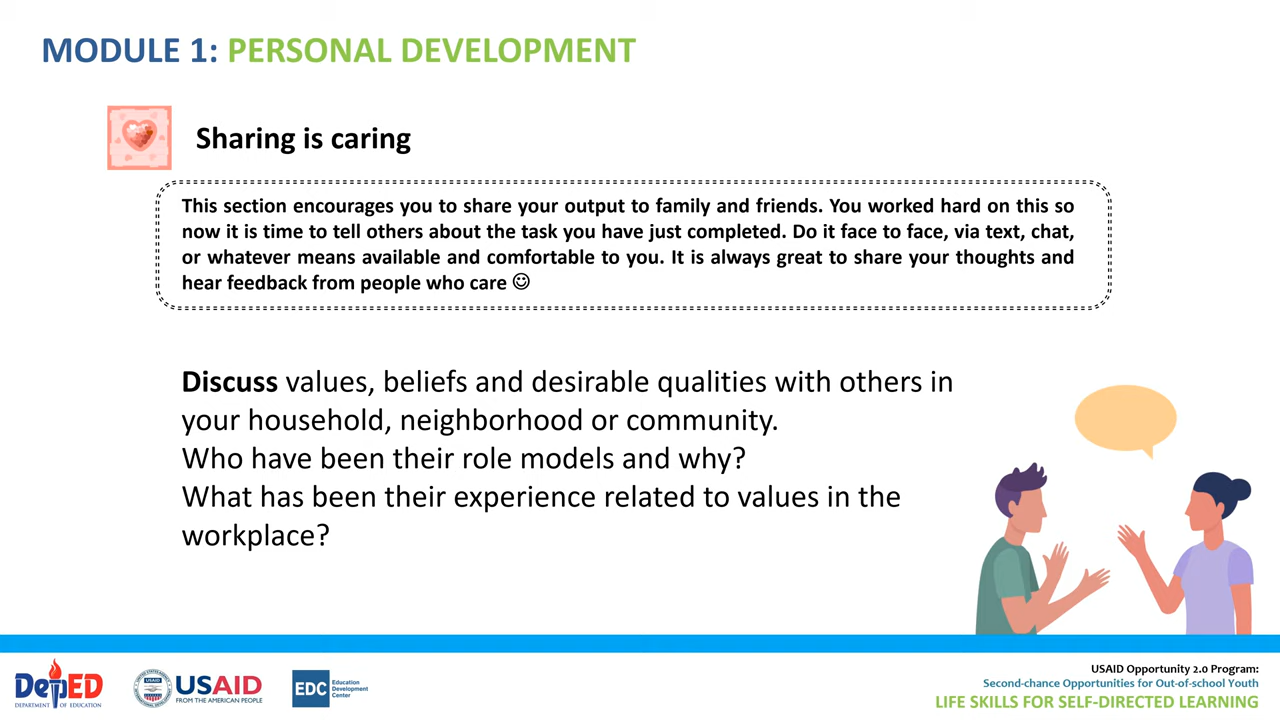 MODULE 1: PERSONAL DEVELOPMENT
Sharing is caring
This section encourages you to share your output to family and friends. You worked hard on this so
now it is time to tell others about the task you have just completed. Do it face to face, via text, chat,
or whatever means available and comfortable to you. It is always great to share your thoughts and
hear feedback from people who care ☺
Discuss values, beliefs and desirable qualities with others in
your household, neighborhood or community.
Who have been their role models and why?
What has been their experience related to values in the
workplace?
DepED
DEPARTMENT OF EDUCATION
USAID
FROM THE AMERICAN PEOPLE
EDC
Education
Development
Center
USAID Opportunity 2.0 Program:
Second-chance Opportunities for Out-of-school Youth
LIFE SKILLS FOR SELF-DIRECTED LEARNING